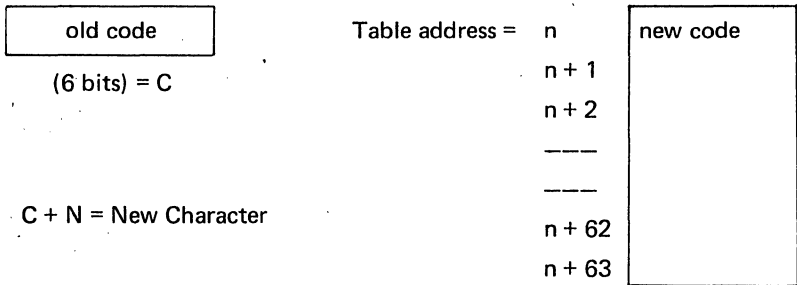 old code
(6 bits) = C
C + N = New Character
Table address = n
n + 1
n + 2
———
———
n + 62
n + 63
new code